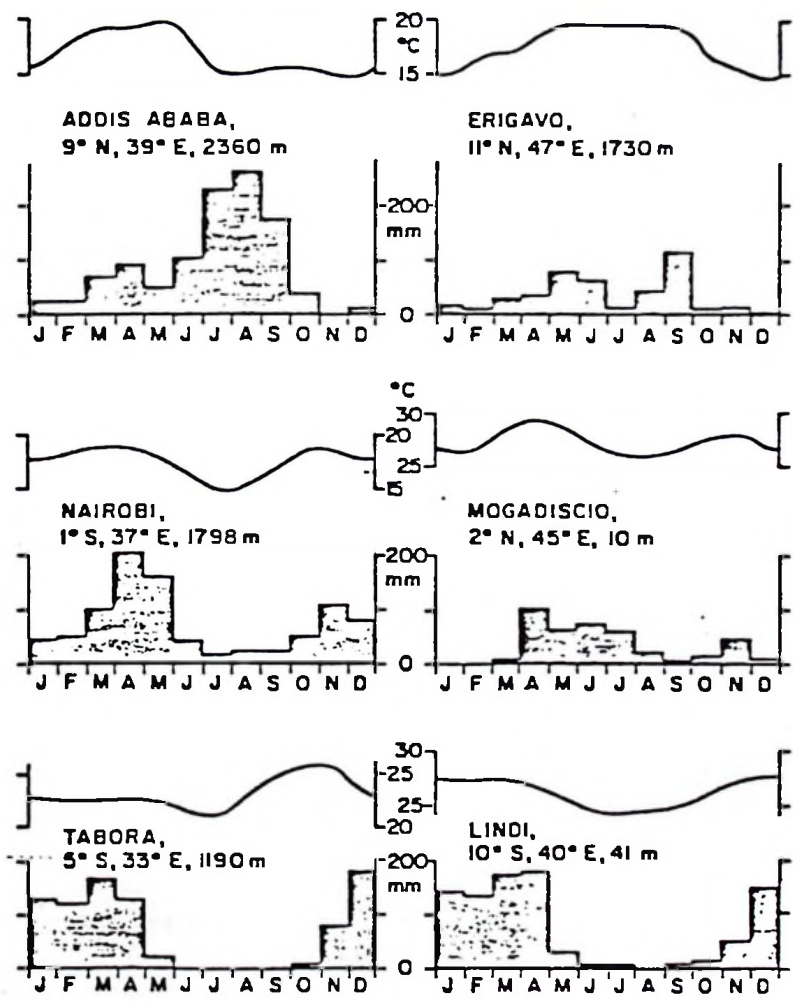 20
°C
15
ADDIS ABABA,
9° N, 39° E, 2360 m
ERIGAVO,
11° N, 47° E, 1730 m
200
mm
0
J F M A M J J A S O N D
J F M A M J J A S O N D
°C
30
20
25
15
NAIROBI,
1° S, 37° E, 1798 m
MOGADISCIO,
2° N, 45° E, 10 m
200
mm
0
J F M A M J J A S O N D
J F M A M J J A S O N D
30
25
25
20
TABORA,
5° S, 33° E, 1190 m
LINDI,
10° S, 40° E, 41 m
200
mm
0
J F M A M J J A S O N D
J F M A M J J A S O N D